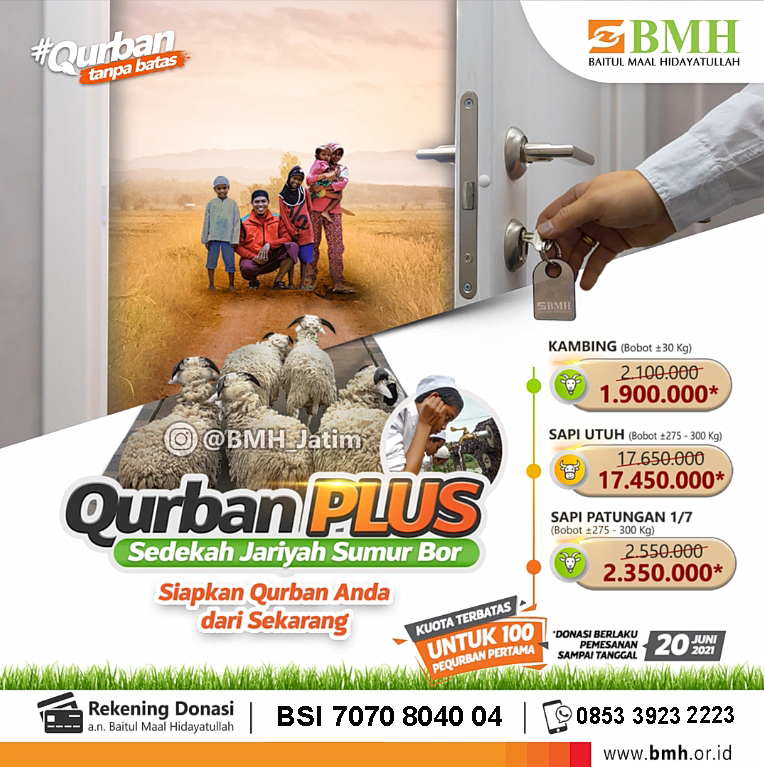 #Qurban
tanpa batas
BMH
BAITUL MAAL HIDAYATULLAH
BMH
KAMBING (Bobot ±30 Kg)
2.100.000
1.900.000*
SAPI UTUH (Bobot ±275 - 300 Kg)
17.650.000
17.450.000*
SAPI PATUNGAN 1/7
(Bobot ±275 - 300 Kg)
2.550.000
2.350.000*
@BMH_Jatim
Qurban PLUS
Sedekah Jariyah Sumur Bor
Siapkan Qurban Anda
dari Sekarang
KUOTA TERBATAS
UNTUK 100
PEQURBAN PERTAMA
*DONASI BERLAKU
PEMESANAN
SAMPAI TANGGAL
20 JUNI
2021
Rekening Donasi
a.n. Baitul Maal Hidayatullah
BSI 7070 8040 04
0853 3923 2223
www.bmh.or.id